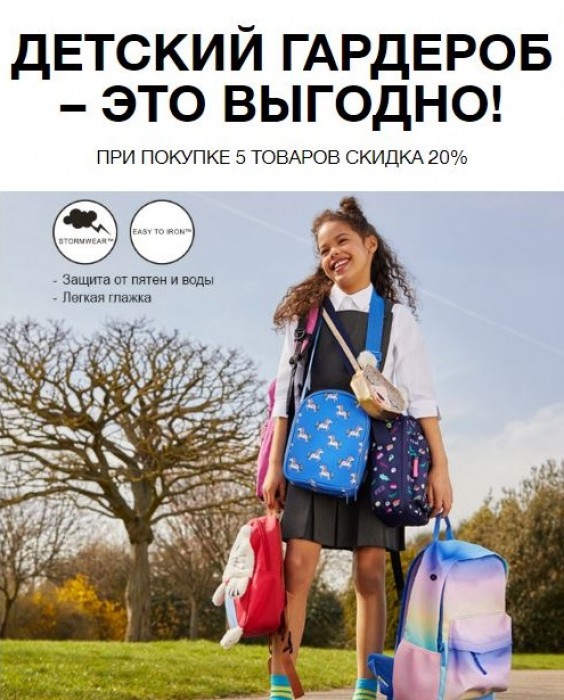 ДЕТСКИЙ ГАРДЕРОБ
– ЭТО ВЫГОДНО!
ПРИ ПОКУПКЕ 5 ТОВАРОВ СКИДКА 20%
STORMWEAR™
EASY TO IRON™
- Защита от пятен и воды
- Легкая глажка